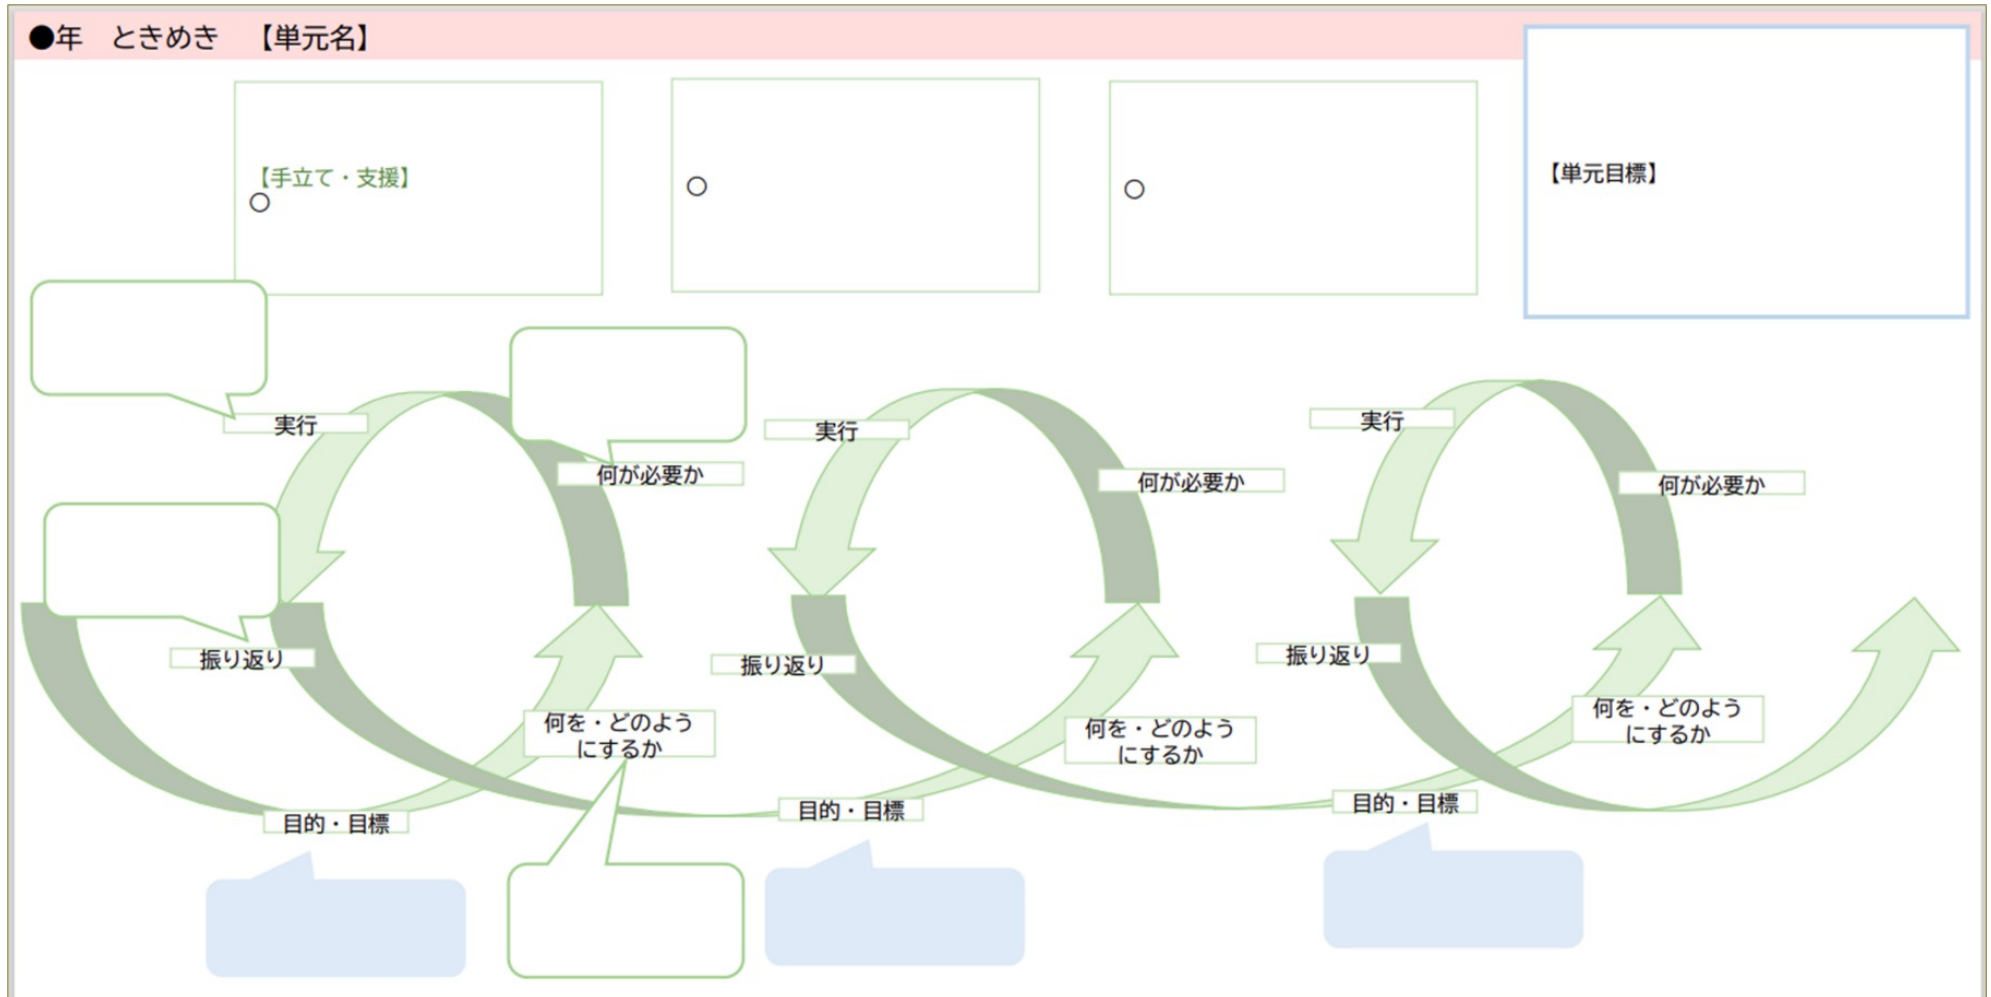 ●年　ときめき　【単元名】
【手立て・支援】
○
○
○
【単元目標】
実行
何が必要か
振り返り
何を・どのよう
にするか
目的・目標
実行
何が必要か
振り返り
何を・どのよう
にするか
目的・目標
実行
何が必要か
振り返り
何を・どのよう
にするか
目的・目標